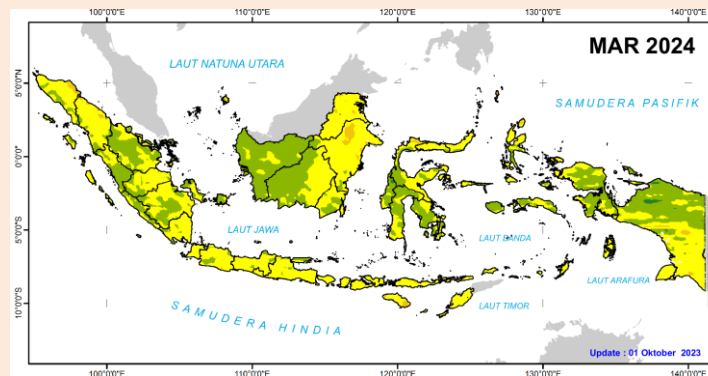 100°0'0"E 110°0'0"E 120°0'0"E 130°0'0"E 140°0'0"E
MAR 2024
LAUT NATUNA UTARA
5°0'0"N
SAMUDERA PASIFIK
0°0'0"
LAUT JAWA
LAUT BANDA
5°0'0"S
LAUT ARAFURA
10°0'0"S
LAUT TIMOR
SAMUDERA HINDIA
Update : 01 Oktober 2023
100°0'0"E 110°0'0"E 120°0'0"E 130°0'0"E 140°0'0"E